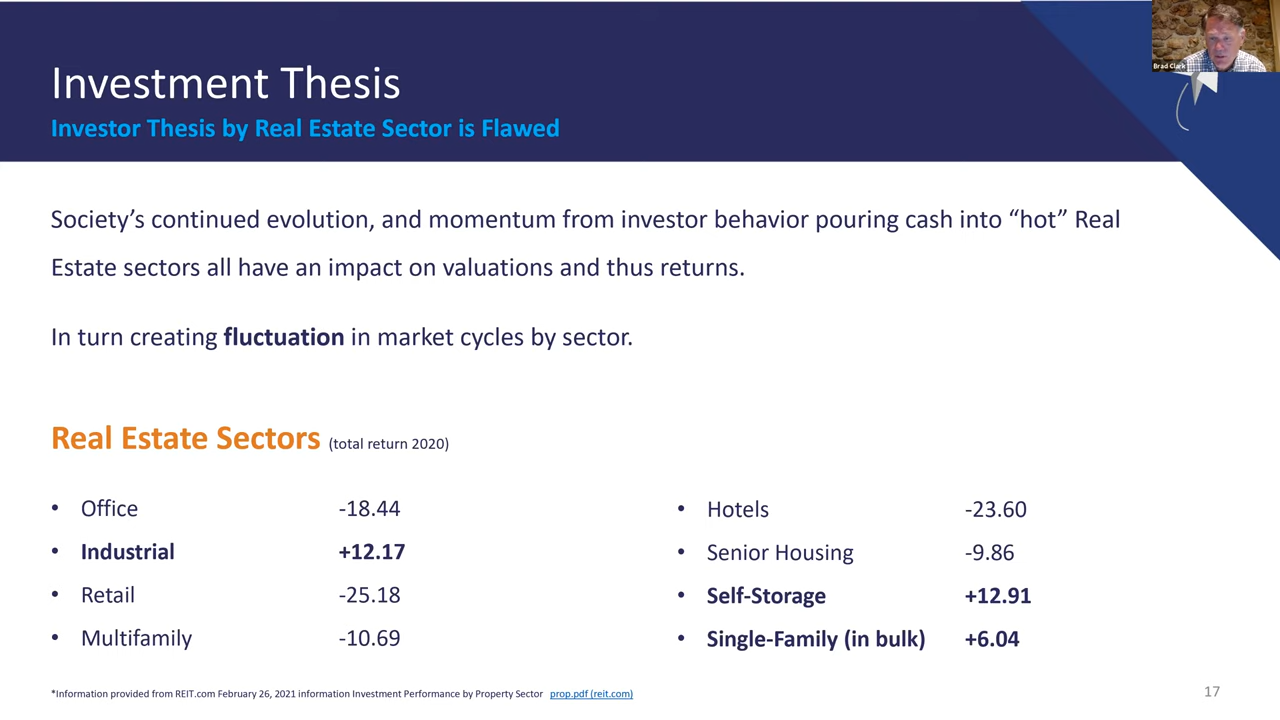 Brad Clark
Investment Thesis
Investor Thesis by Real Estate Sector is Flawed
Society’s continued evolution, and momentum from investor behavior pouring cash into “hot” Real
Estate sectors all have an impact on valuations and thus returns.
In turn creating fluctuation in market cycles by sector.
Real Estate Sectors (total return 2020)
• Office -18.44
• Industrial +12.17
• Retail -25.18
• Multifamily -10.69
• Hotels -23.60
• Senior Housing -9.86
• Self-Storage +12.91
• Single-Family (in bulk) +6.04
*Information provided from REIT.com February 26, 2021 information Investment Performance by Property Sector prop.pdf (reit.com)
17